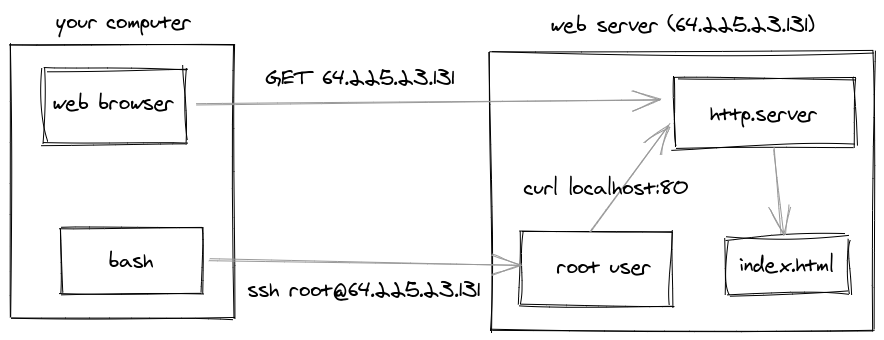 your computer
web server (64.225.23.131)
web browser
GET 64.225.23.131
http.server
curl localhost:80
bash
ssh root@64.225.23.131
root user
index.html